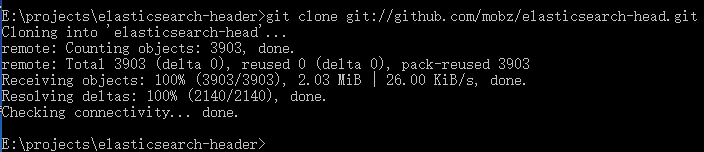 E:\projects\elasticsearch-header>git clone git://github.com/mobz/elasticsearch-head.git
Cloning into 'elasticsearch-head'...
remote: Counting objects: 3903, done.
remote: Total 3903 (delta 0), reused 0 (delta 0), pack-reused 3903
Receiving objects: 100% (3903/3903), 2.03 MiB | 26.00 KiB/s, done.
Resolving deltas: 100% (2140/2140), done.
Checking connectivity... done.
E:\projects\elasticsearch-header>